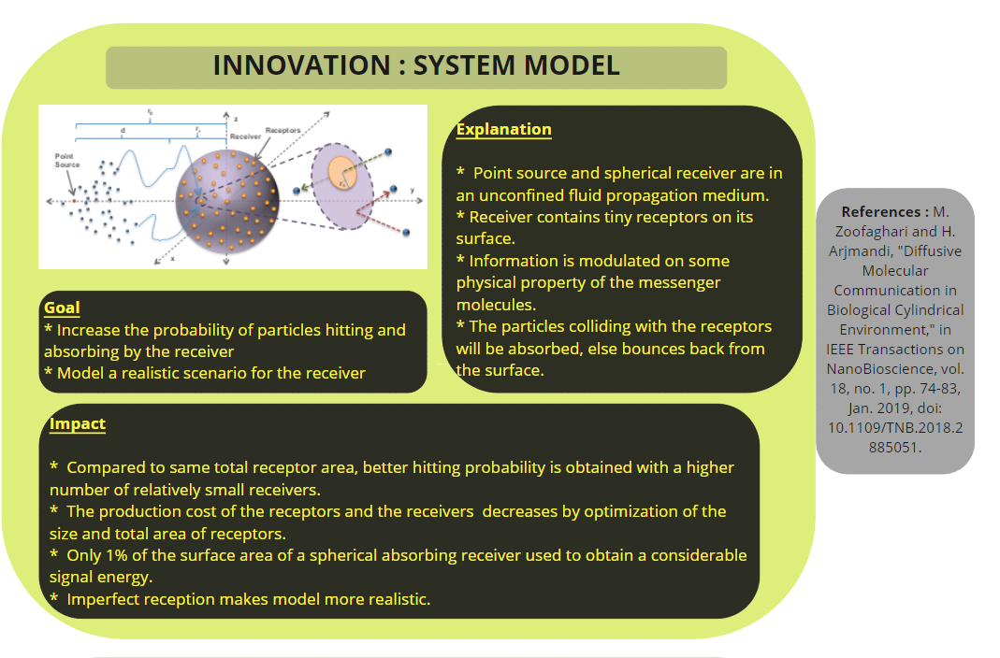 INNOVATION : SYSTEM MODEL
r₀
d
rᵣ
z
Receptors
Receiver
Point
Source
y
x
Explanation
*  Point source and spherical receiver are in
an unconfined fluid propagation medium.
* Receiver contains tiny receptors on its
surface.
* Information is modulated on some
physical property of the messenger
molecules.
* The particles colliding with the receptors
will be absorbed, else bounces back from
the surface.
Goal
* Increase the probability of particles hitting and
absorbing by the receiver
* Model a realistic scenario for the receiver
Impact
*  Compared to same total receptor area, better hitting probability is obtained with a higher
number of relatively small receivers.
*  The production cost of the receptors and the receivers  decreases by optimization of the
size and total area of receptors.
*  Only 1% of the surface area of a spherical absorbing receiver used to obtain a considerable
signal energy.
*  Imperfect reception makes model more realistic.
References : M.
Zoofaghari and H.
Arjmandi, "Diffusive
Molecular
Communication in
Biological Cylindrical
Environment," in
IEEE Transactions on
NanoBioscience, vol.
18, no. 1, pp. 74-83,
Jan. 2019, doi:
10.1109/TNB.2018.2
885051.